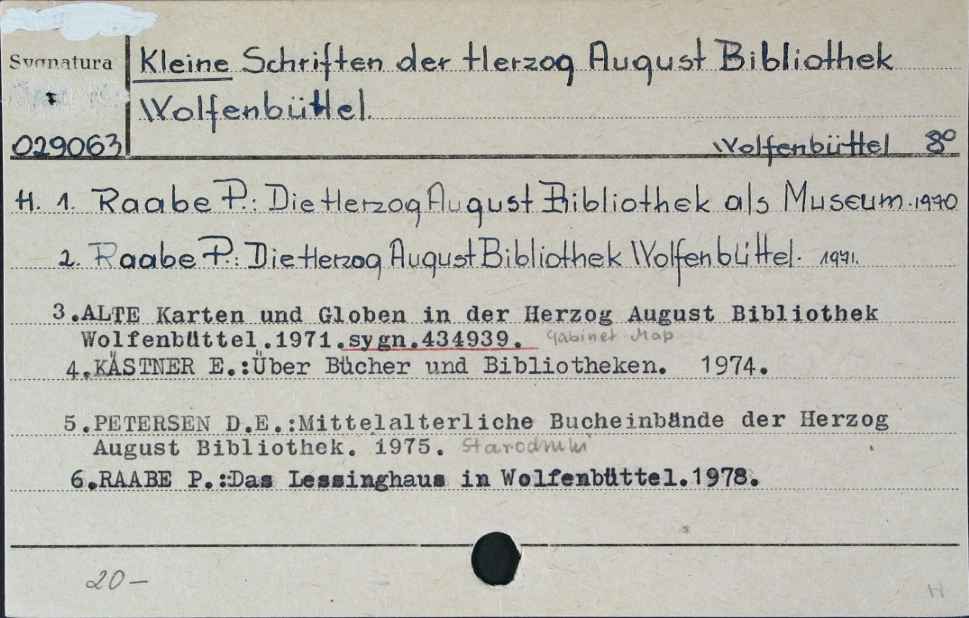 Sygnatura
029063
Kleine Schriften der Herzog August Bibliothek
Wolfenbüttel.
Wolfenbüttel 8°
H. 1. Raabe P.: Die Herzog August Bibliothek als Museum. 1970
2. Raabe P.: Die Herzog August Bibliothek Wolfenbüttel. 1971.
3.ALTE Karten und Globen in der Herzog August Bibliothek
Wolfenbüttel.1971.sygn.434939. Gabinet Map
4.KÄSTNER E.:Über Bücher und Bibliotheken. 1974.
5.PETERSEN D.E.:Mittelalterliche Bucheinbände der Herzog
August Bibliothek. 1975. Starodruki
6.RAABE P.:Das Lessinghaus in Wolfenbüttel.1978.
20-
H